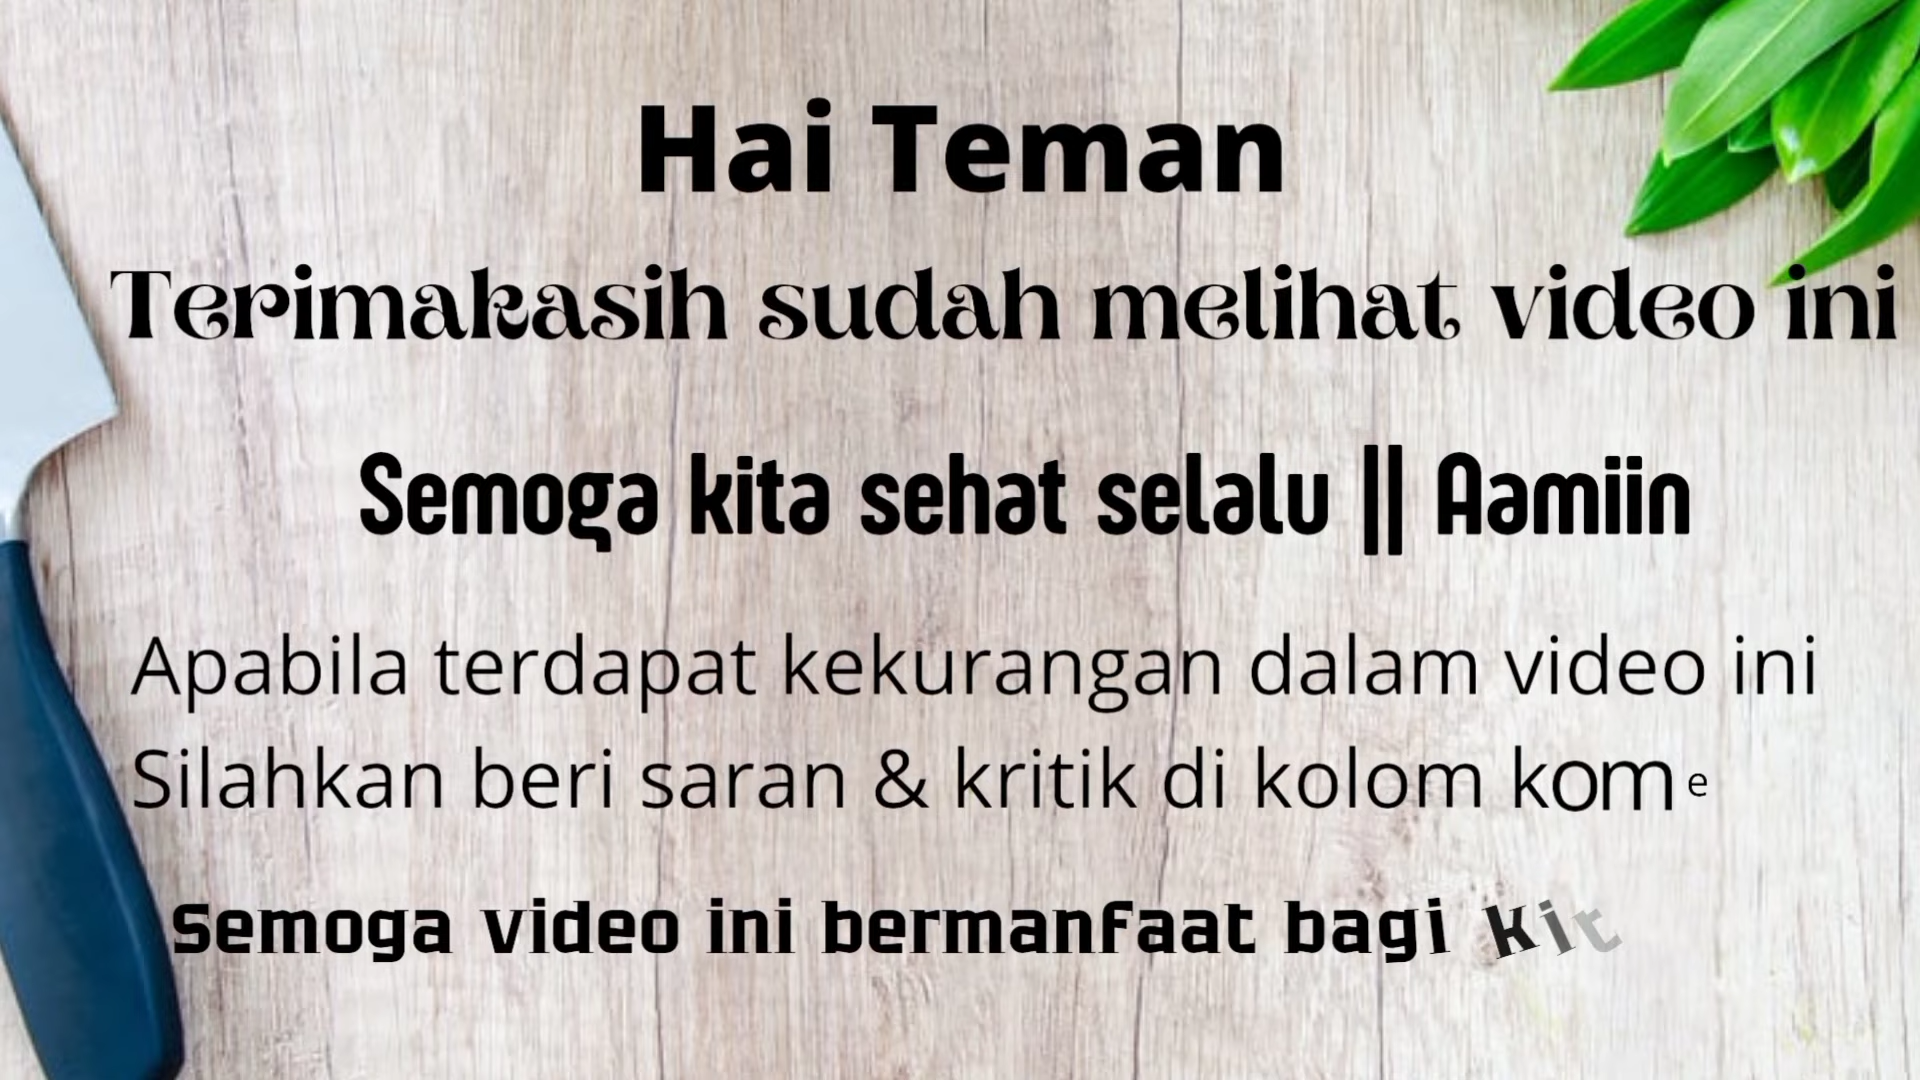 Hai Teman
Terimakasih sudah melihat video ini
Semoga kita sehat selalu || Aamiin
Apabila terdapat kekurangan dalam video ini
Silahkan beri saran & kritik di kolom kome
Semoga video ini bermanfaat bagi kit